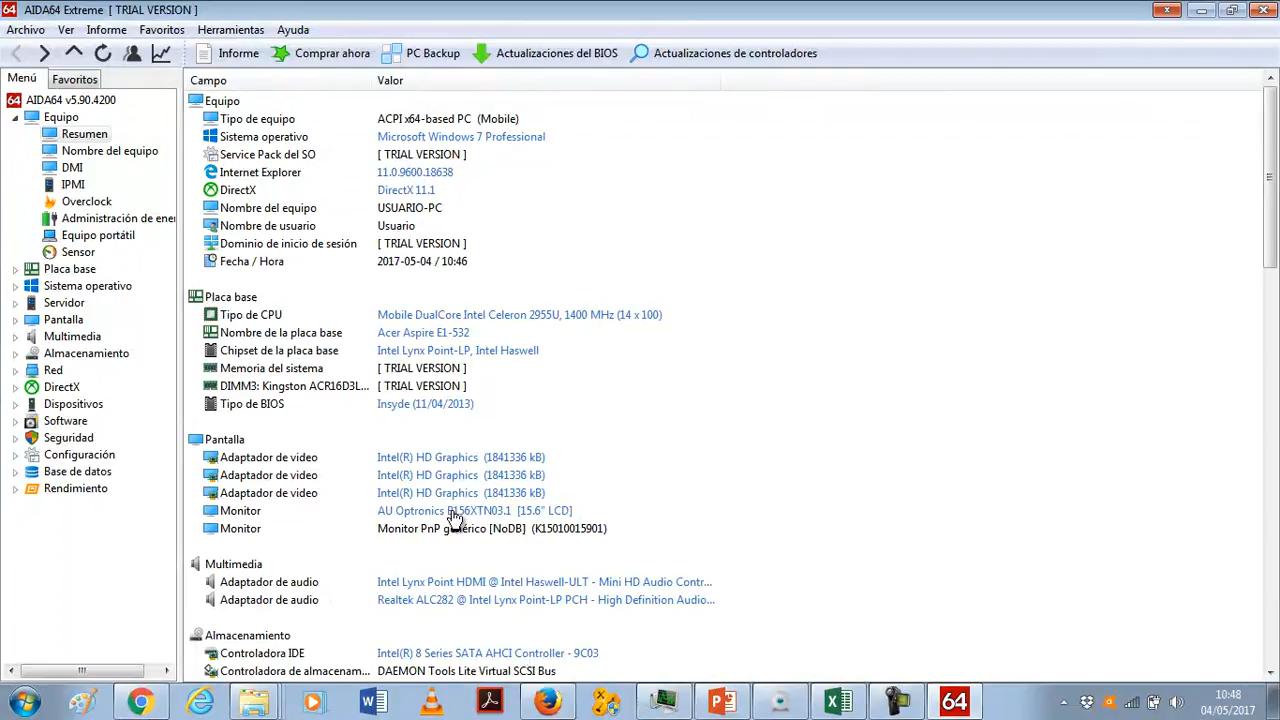 64 AIDA64 Extreme [ TRIAL VERSION ]
Archivo Ver Informe Favoritos Herramientas Ayuda
Informe Comprar ahora PC Backup Actualizaciones del BIOS Actualizaciones de controladores
Menú Favoritos
64 AIDA64 v5.90.4200
Equipo
Resumen
Nombre del equipo
DMI
IPMI
Overclock
Administración de ener
Equipo portátil
Sensor
Placa base
Sistema operativo
Servidor
Pantalla
Multimedia
Almacenamiento
Red
DirectX
Dispositivos
Software
Seguridad
Configuración
Base de datos
Rendimiento
Campo Valor
Equipo
Tipo de equipo ACPI x64-based PC (Mobile)
Sistema operativo Microsoft Windows 7 Professional
Service Pack del SO [ TRIAL VERSION ]
Internet Explorer 11.0.9600.18638
DirectX DirectX 11.1
Nombre del equipo USUARIO-PC
Nombre de usuario Usuario
Dominio de inicio de sesión [ TRIAL VERSION ]
Fecha / Hora 2017-05-04 / 10:46
Placa base
Tipo de CPU Mobile DualCore Intel Celeron 2955U, 1400 MHz (14 x 100)
Nombre de la placa base Acer Aspire E1-532
Chipset de la placa base Intel Lynx Point-LP, Intel Haswell
Memoria del sistema [ TRIAL VERSION ]
DIMM3: Kingston ACR16D3L... [ TRIAL VERSION ]
Tipo de BIOS Insyde (11/04/2013)
Pantalla
Adaptador de video Intel(R) HD Graphics (1841336 kB)
Adaptador de video Intel(R) HD Graphics (1841336 kB)
Adaptador de video Intel(R) HD Graphics (1841336 kB)
Monitor AU Optronics B156XTN03.1 [15.6" LCD]
Monitor Monitor PnP genérico [NoDB] (K15010015901)
Multimedia
Adaptador de audio Intel Lynx Point HDMI @ Intel Haswell-ULT - Mini HD Audio Contr...
Adaptador de audio Realtek ALC282 @ Intel Lynx Point-LP PCH - High Definition Audio...
Almacenamiento
Controladora IDE Intel(R) 8 Series SATA AHCI Controller - 9C03
Controladora de almacenam... DAEMON Tools Lite Virtual SCSI Bus
64
10:48
04/05/2017